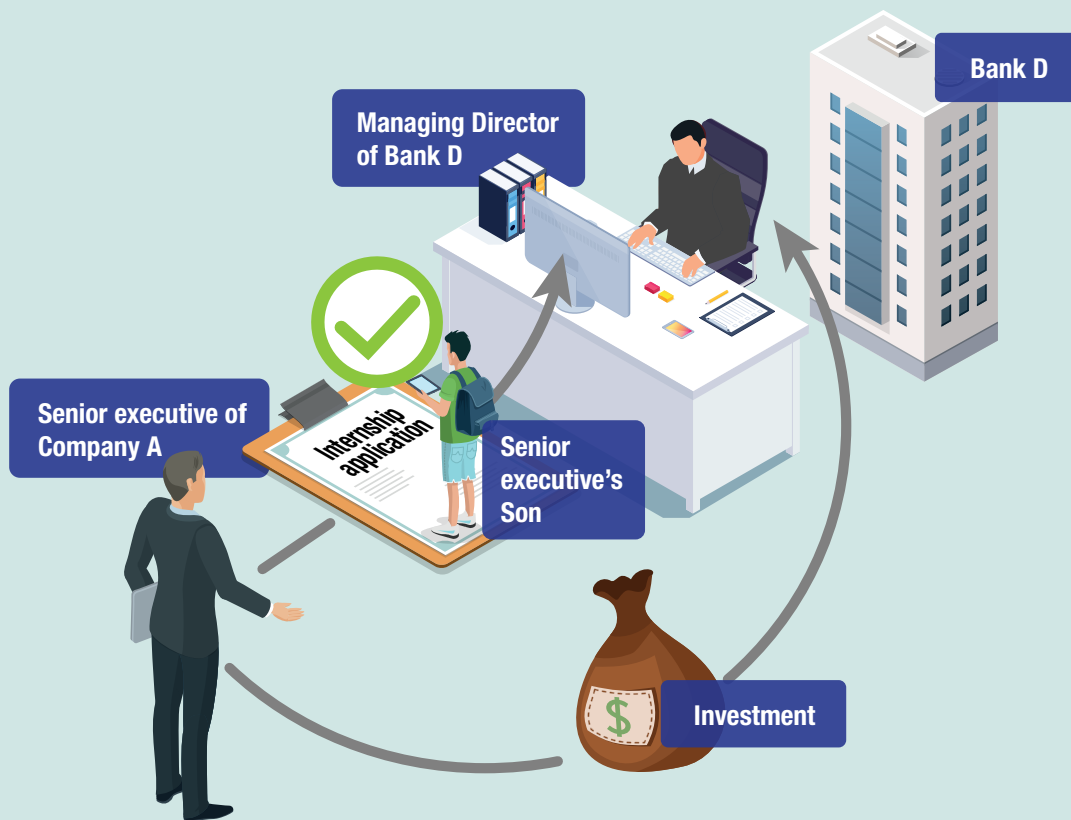 Bank D
Managing Director
of Bank D
Senior executive of
Company A
Internship
application
Senior
executive’s
Son
$
Investment